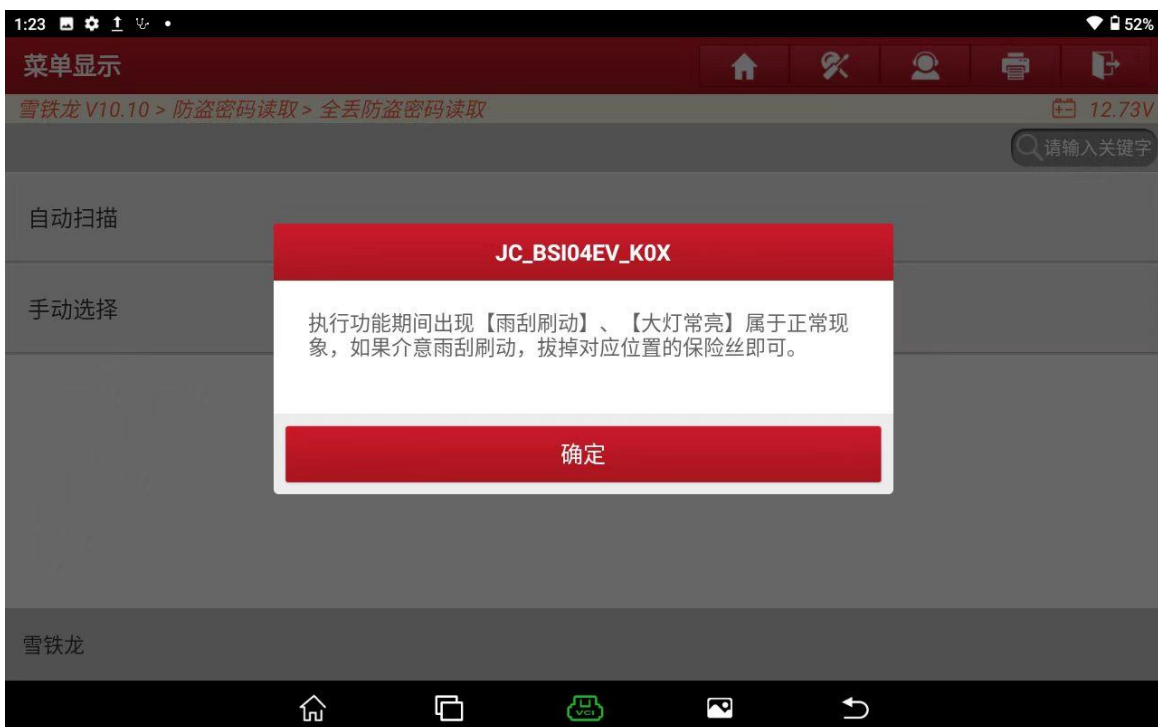 1:23
52%
菜单显示
雪铁龙 V10.10 > 防盗密码读取 > 全丢防盗密码读取
12.73V
请输入关键字
自动扫描
手动选择
JC_BSI04EV_K0X
执行功能期间出现【雨刮刷动】、【大灯常亮】属于正常现
象，如果介意雨刮刷动，拔掉对应位置的保险丝即可。
确定
雪铁龙
VCI